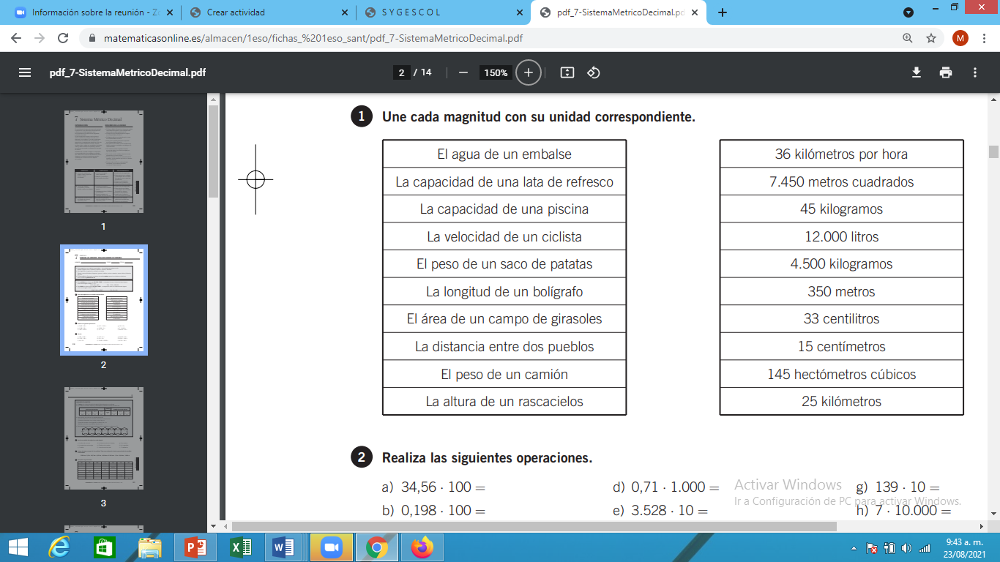 Información sobre la reunión - Zo
Crear actividad
S Y G E S C O L
pdf_7-SistemaMetricoDecimal.pd
matematicasonline.es/almacen/1eso/fichas_%201eso_sant/pdf_7-SistemaMetricoDecimal.pdf
M
pdf_7-SistemaMetricoDecimal.pdf
2 / 14
150%
7 Sistema Métrico Decimal
1
2
3
1 Une cada magnitud con su unidad correspondiente.
El agua de un embalse
La capacidad de una lata de refresco
La capacidad de una piscina
La velocidad de un ciclista
El peso de un saco de patatas
La longitud de un bolígrafo
El área de un campo de girasoles
La distancia entre dos pueblos
El peso de un camión
La altura de un rascacielos
36 kilómetros por hora
7.450 metros cuadrados
45 kilogramos
12.000 litros
4.500 kilogramos
350 metros
33 centilitros
15 centímetros
145 hectómetros cúbicos
25 kilómetros
2 Realiza las siguientes operaciones.
a) 34,56 · 100 =
d) 0,71 · 1.000 =
g) 139 · 10 =
b) 0,198 · 100 =
e) 3.528 · 10 =
h) 7 · 10.000 =
Activar Windows
Ir a Configuración de PC para activar Windows.
9:43 a. m.
23/08/2021